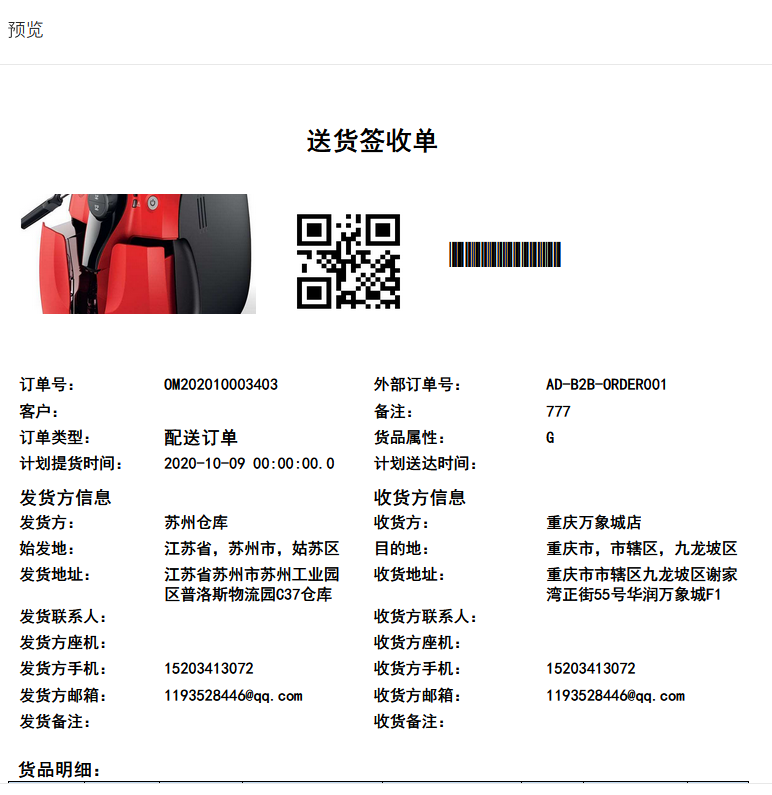 预览
送货签收单
订单号： OM202010003403 外部订单号： AD-B2B-ORDER001
客户： 备注： 777
订单类型： 配送订单 货品属性： G
计划提货时间： 2020-10-09 00:00:00.0 计划送达时间：
发货方信息 收货方信息
发货方： 苏州仓库 收货方： 重庆万象城店
始发地： 江苏省，苏州市，姑苏区 目的地： 重庆市，市辖区，九龙坡区
发货地址： 江苏省苏州市苏州工业园 收货地址： 重庆市市辖区九龙坡区谢家
区普洛斯物流园C37仓库 湾正街55号华润万象城F1
发货联系人： 收货方联系人：
发货方座机： 收货方座机：
发货方手机： 15203413072 收货方手机： 15203413072
发货方邮箱： 1193528446@qq.com 收货方邮箱： 1193528446@qq.com
发货备注： 收货备注：
货品明细：